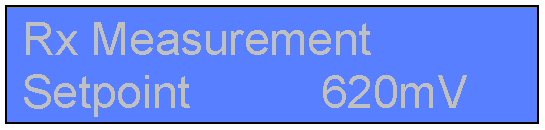 Rx Measurement
Setpoint 620mV